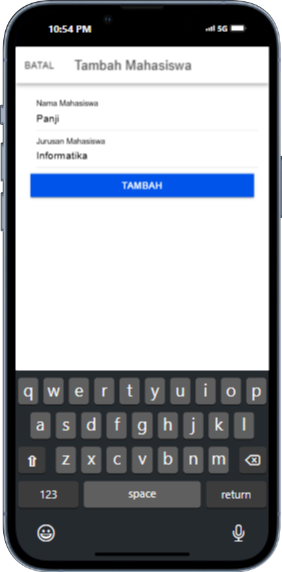 10:54 PM 5G
BATAL Tambah Mahasiswa
Nama Mahasiswa
Panji
Jurusan Mahasiswa
Informatika
TAMBAH
q w e r t y u i o p
a s d f g h j k l
z x c v b n m
123 space return